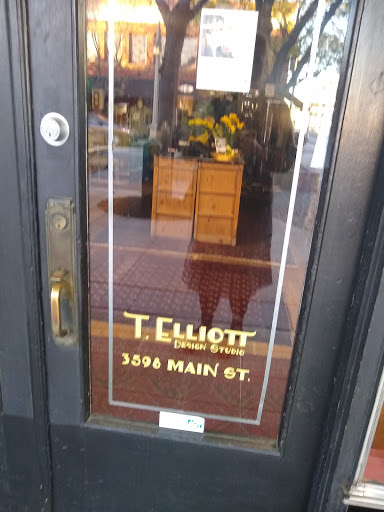 T. ELLIOTT
DESIGN STUDIO
3598 MAIN ST.